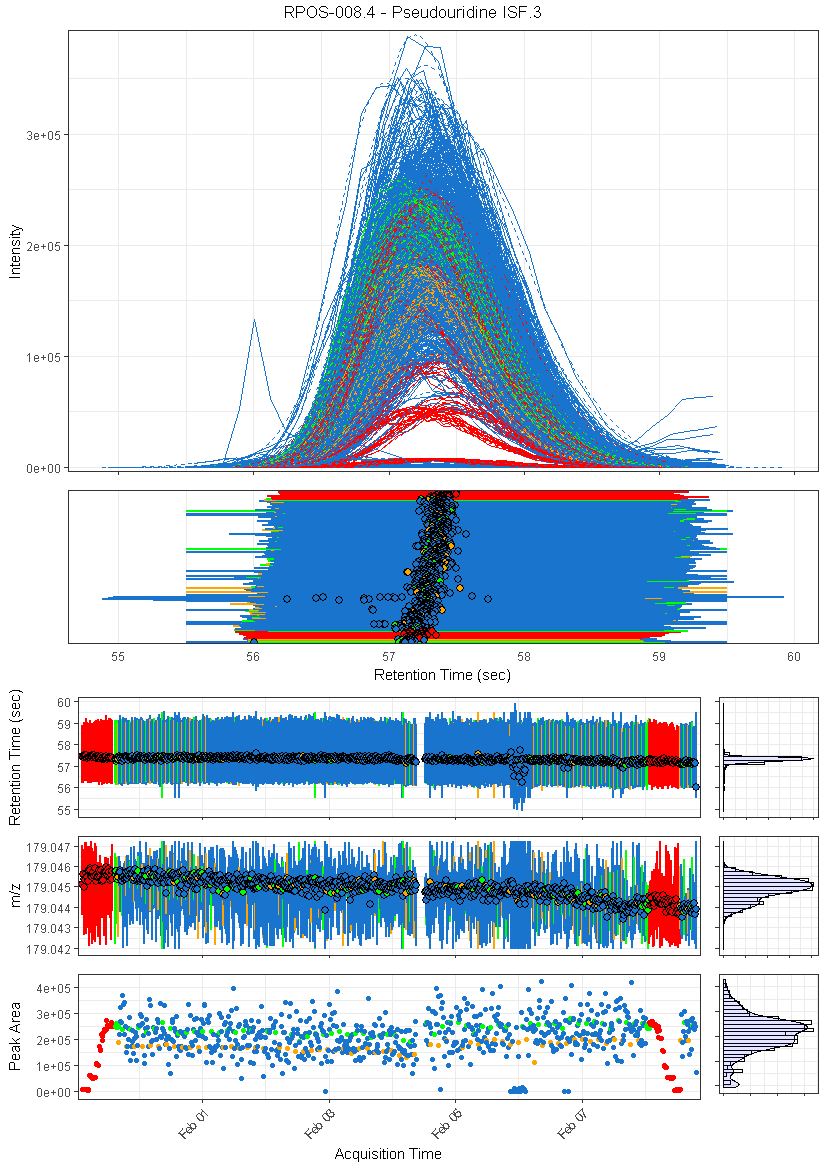 RPOS-008.4 - Pseudouridine ISF.3
Intensity
3e+05
2e+05
1e+05
0e+00
55
56
57
58
59
60
Retention Time (sec)
Retention Time (sec)
60
59
58
57
56
55
m/z
179.047
179.046
179.045
179.044
179.043
179.042
Peak Area
4e+05
3e+05
2e+05
1e+05
0e+00
Feb 01
Feb 03
Feb 05
Feb 07
Acquisition Time